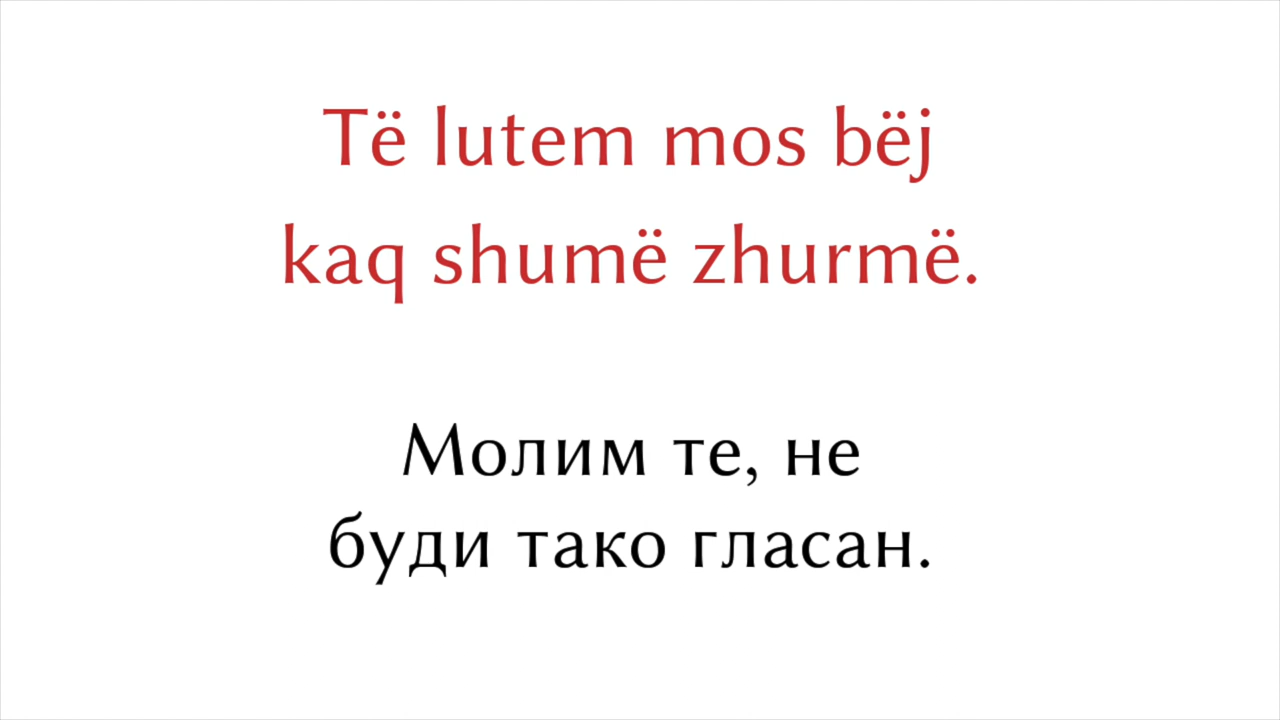 Të lutem mos bëj
kaq shumë zhurmë.
Молим те, не
буди тако гласан.